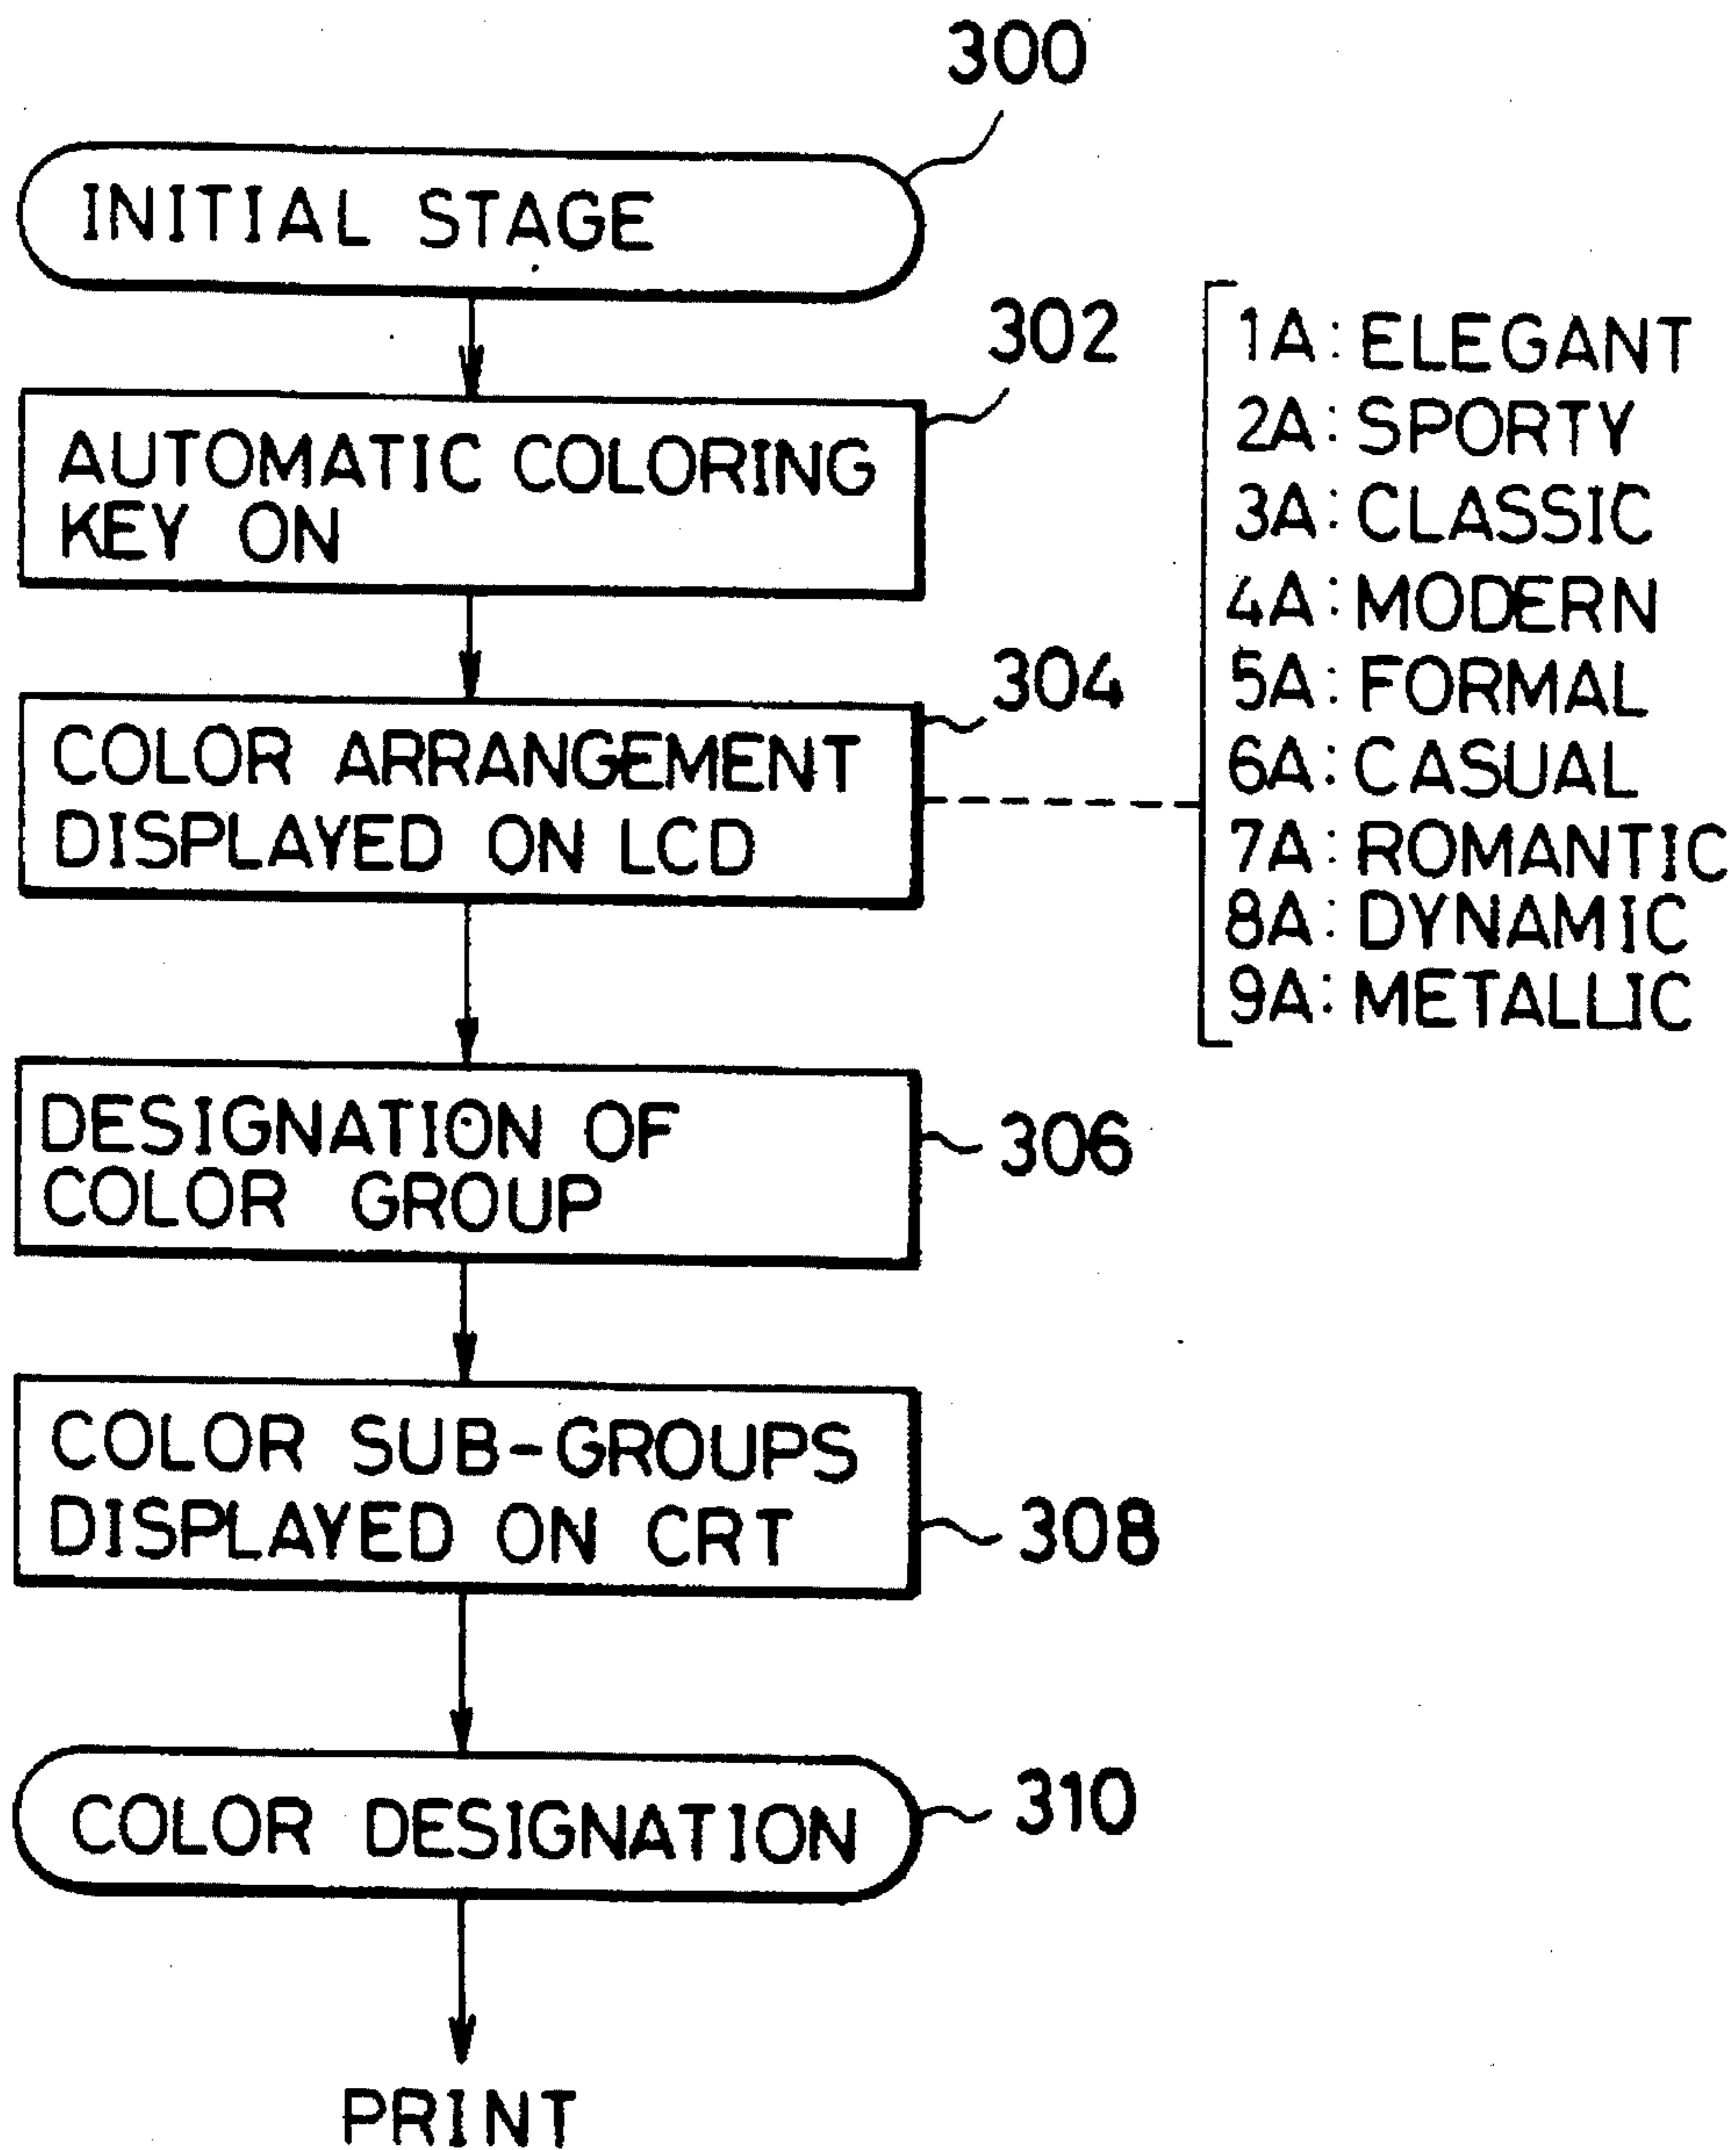 300
INITIAL STAGE
302
AUTOMATIC COLORING
KEY ON
304
COLOR ARRANGEMENT
DISPLAYED ON LCD
1A: ELEGANT
2A: SPORTY
3A: CLASSIC
4A: MODERN
5A: FORMAL
6A: CASUAL
7A: ROMANTIC
8A: DYNAMIC
9A: METALLIC
DESIGNATION OF
COLOR GROUP
306
COLOR SUB-GROUPS
DISPLAYED ON CRT
308
COLOR DESIGNATION
310
PRINT